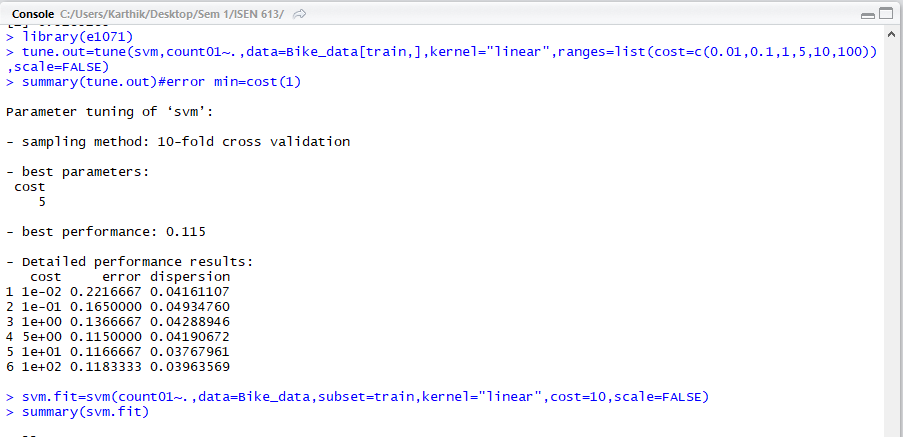 Console C:/Users/Karthik/Desktop/Sem 1/ISEN 613/
> library(e1071)
> tune.out=tune(svm,count01~.,data=Bike_data[train,],kernel="linear",ranges=list(cost=c(0.01,0.1,1,5,10,100))
,scale=FALSE)
> summary(tune.out)#error min=cost(1)
Parameter tuning of ‘svm’:
- sampling method: 10-fold cross validation
- best parameters:
cost
5
- best performance: 0.115
- Detailed performance results:
cost error dispersion
1 1e-02 0.2216667 0.04161107
2 1e-01 0.1650000 0.04934760
3 1e+00 0.1366667 0.04288946
4 5e+00 0.1150000 0.04190672
5 1e+01 0.1166667 0.03767961
6 1e+02 0.1183333 0.03963569
> svm.fit=svm(count01~.,data=Bike_data,subset=train,kernel="linear",cost=10,scale=FALSE)
> summary(svm.fit)